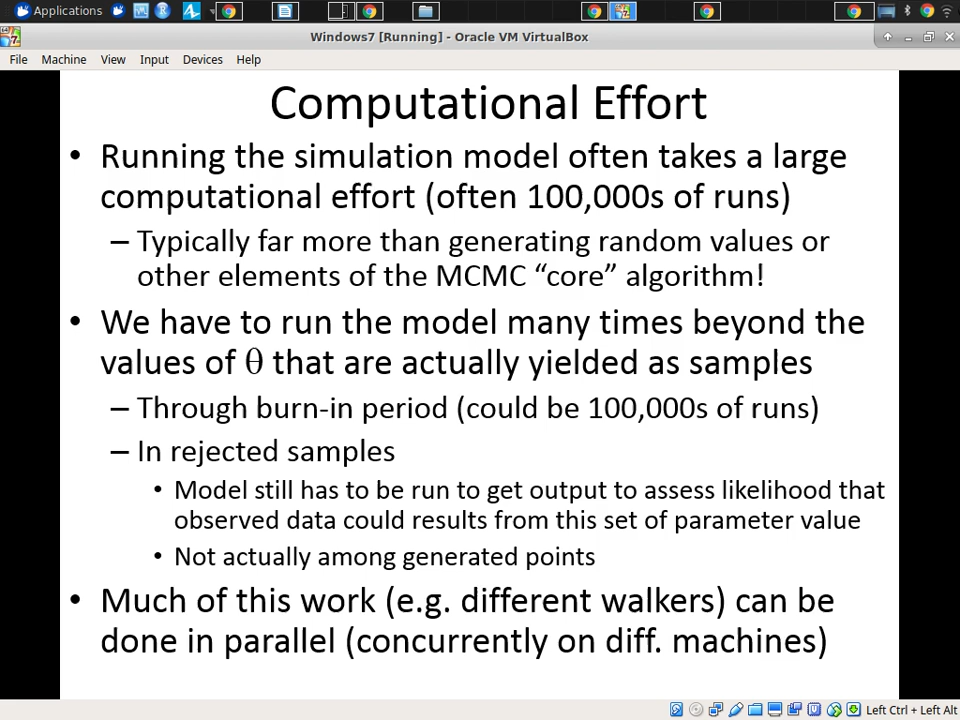 Applications
Windows7 [Running] - Oracle VM VirtualBox
File Machine View Input Devices Help
Computational Effort
• Running the simulation model often takes a large
computational effort (often 100,000s of runs)
– Typically far more than generating random values or
other elements of the MCMC “core” algorithm!
• We have to run the model many times beyond the
values of θ that are actually yielded as samples
– Through burn-in period (could be 100,000s of runs)
– In rejected samples
• Model still has to be run to get output to assess likelihood that
observed data could results from this set of parameter value
• Not actually among generated points
• Much of this work (e.g. different walkers) can be
done in parallel (concurrently on diff. machines)
Left Ctrl + Left Alt